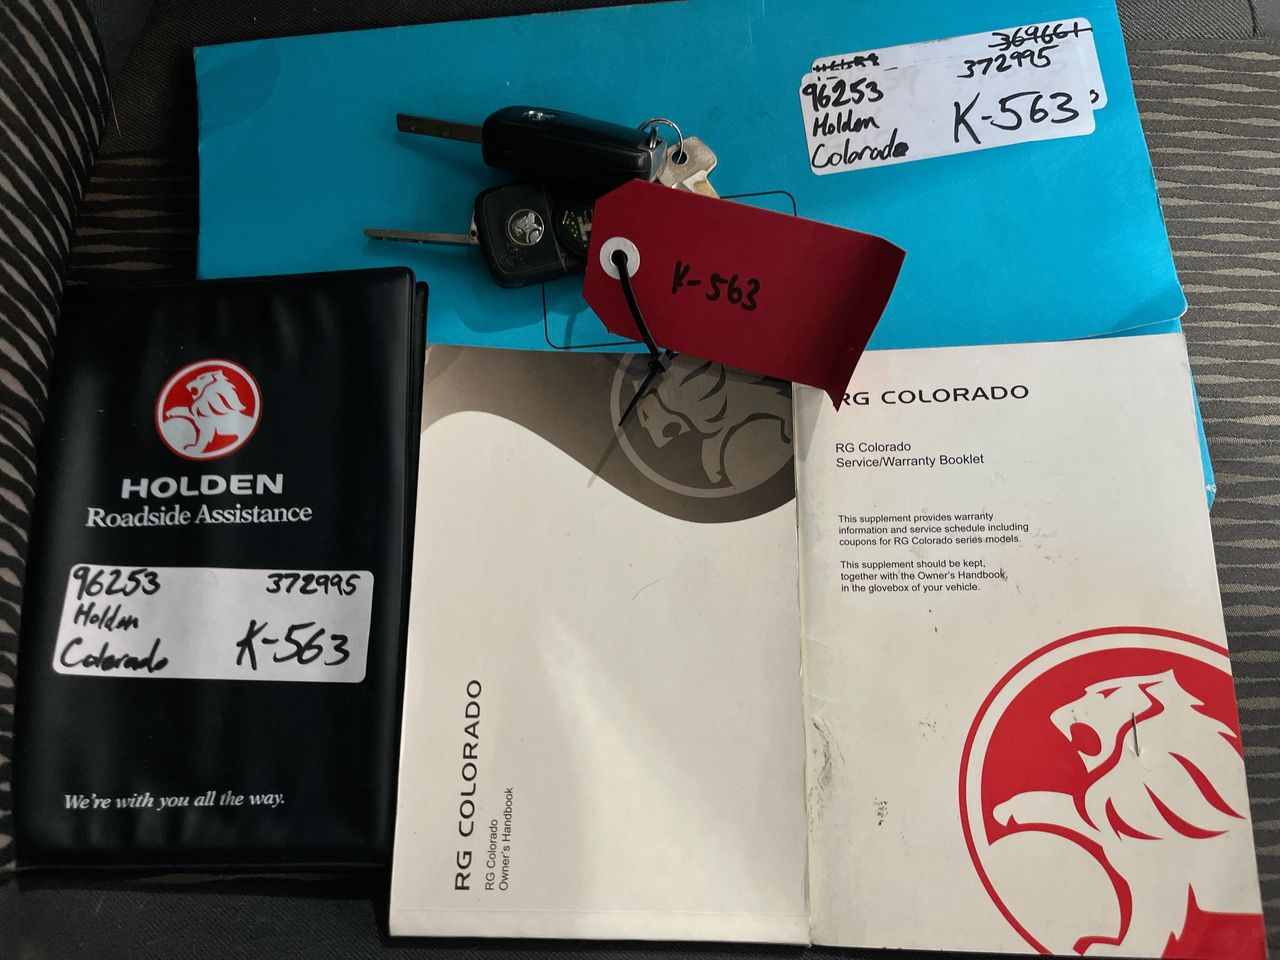 369661
372995
96253
Holden
Colorado
K-563
K-563
HOLDEN
Roadside Assistance
96253
372995
Holden
Colorado
K-563
We're with you all the way.
RG COLORADO
RG Colorado
Owner's Handbook
RG COLORADO
RG Colorado
Service/Warranty Booklet
This supplement provides warranty
information and service schedule including
coupons for RG Colorado series models.
This supplement should be kept,
together with the Owner's Handbook,
in the glovebox of your vehicle.